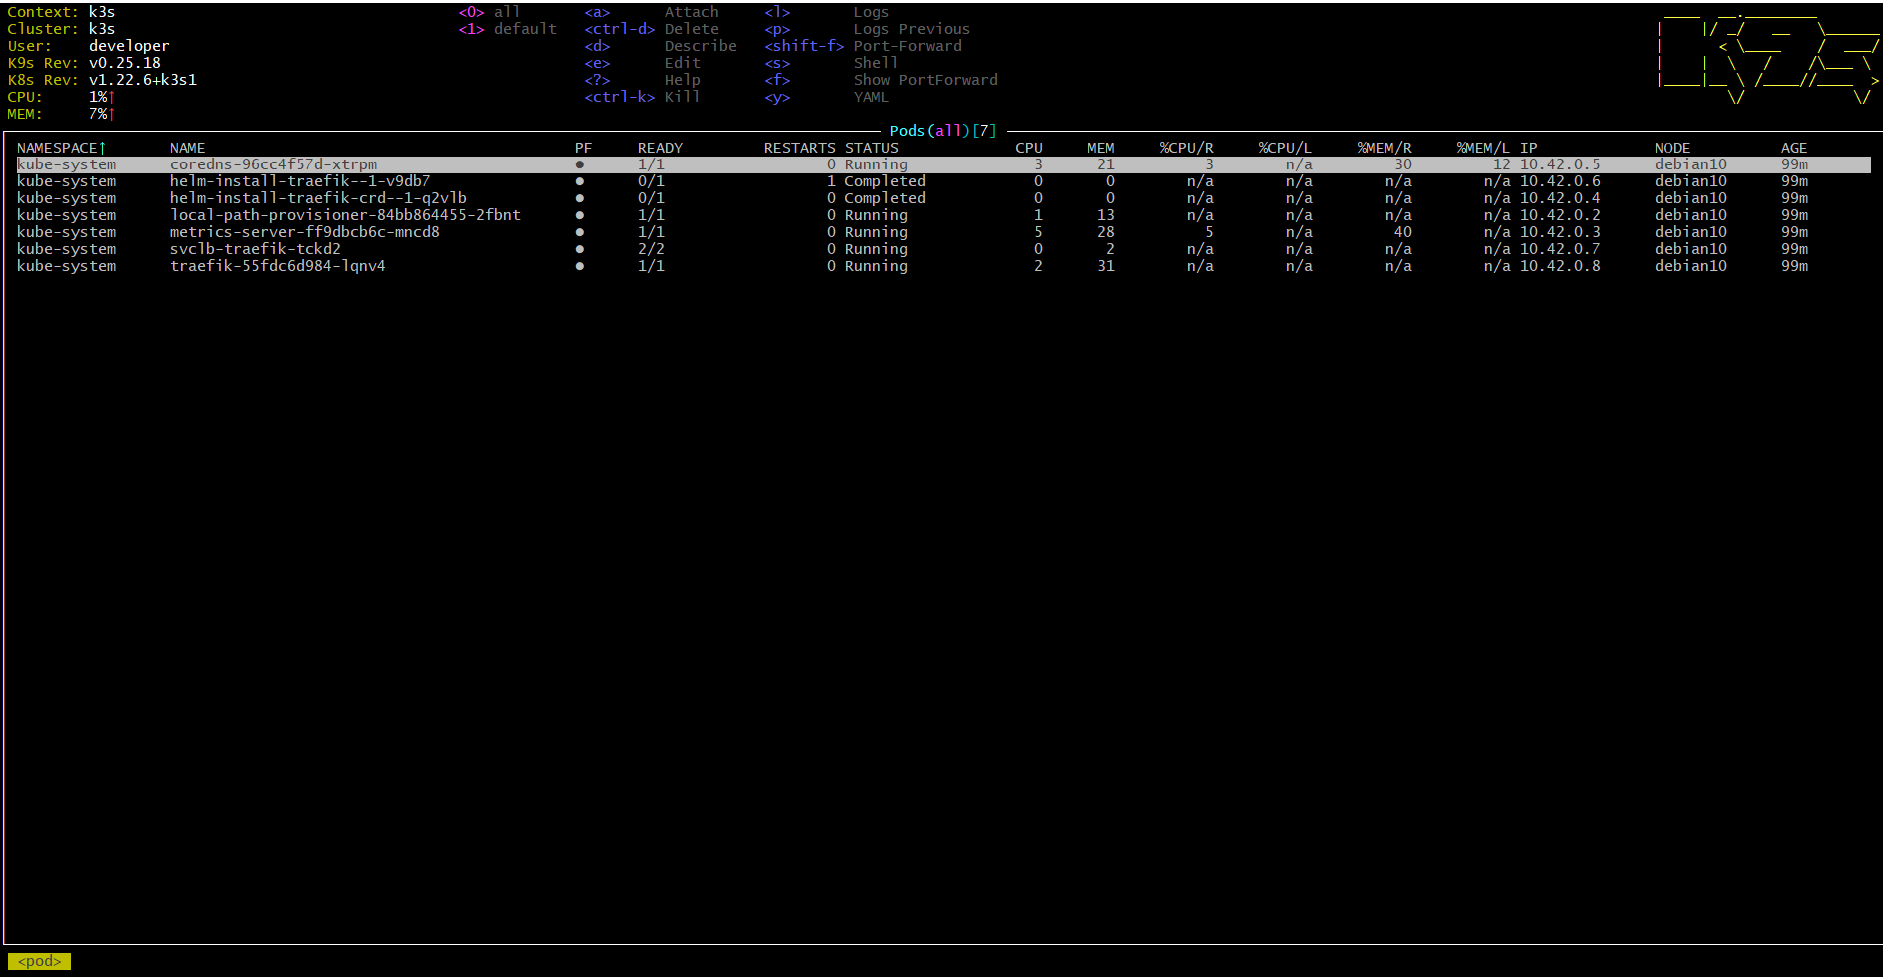 Context: k3s <0> all <a> Attach <l> Logs
Cluster: k3s <1> default <ctrl-d> Delete <p> Logs Previous
User: developer <d> Describe <shift-f> Port-Forward
K9s Rev: v0.25.18 <e> Edit <s> Shell
K8s Rev: v1.22.6+k3s1 <?> Help <f> Show PortForward
CPU: 1%↑ <ctrl-k> Kill <y> YAML
MEM: 7%↑
Pods(all)[7]
NAMESPACE↑ NAME PF READY RESTARTS STATUS CPU MEM %CPU/R %CPU/L %MEM/R %MEM/L IP NODE AGE
kube-system coredns-96cc4f57d-xtrpm ● 1/1 0 Running 3 21 3 n/a 30 12 10.42.0.5 debian10 99m
kube-system helm-install-traefik--1-v9db7 ● 0/1 1 Completed 0 0 n/a n/a n/a n/a 10.42.0.6 debian10 99m
kube-system helm-install-traefik-crd--1-q2vlb ● 0/1 0 Completed 0 0 n/a n/a n/a n/a 10.42.0.4 debian10 99m
kube-system local-path-provisioner-84bb864455-2fbnt ● 1/1 0 Running 1 13 n/a n/a n/a n/a 10.42.0.2 debian10 99m
kube-system metrics-server-ff9dbcb6c-mncd8 ● 1/1 0 Running 5 28 5 n/a 40 n/a 10.42.0.3 debian10 99m
kube-system svclb-traefik-tckd2 ● 2/2 0 Running 0 2 n/a n/a n/a n/a 10.42.0.7 debian10 99m
kube-system traefik-55fdc6d984-lqnv4 ● 1/1 0 Running 2 31 n/a n/a n/a n/a 10.42.0.8 debian10 99m
<pod>